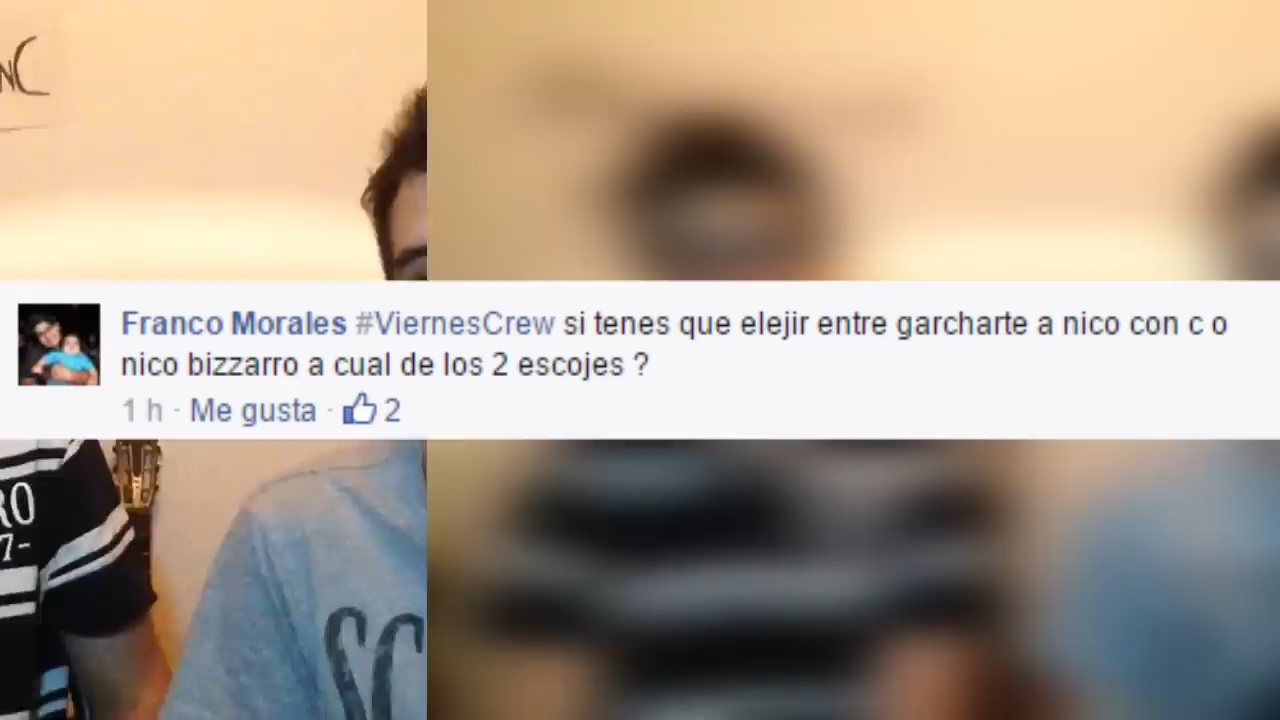 NC
Franco Morales #ViernesCrew si tenes que elejir entre garcharte a nico con c o
nico bizzarro a cual de los 2 escojes ?
1 h · Me gusta · 2
RO
7-
SC